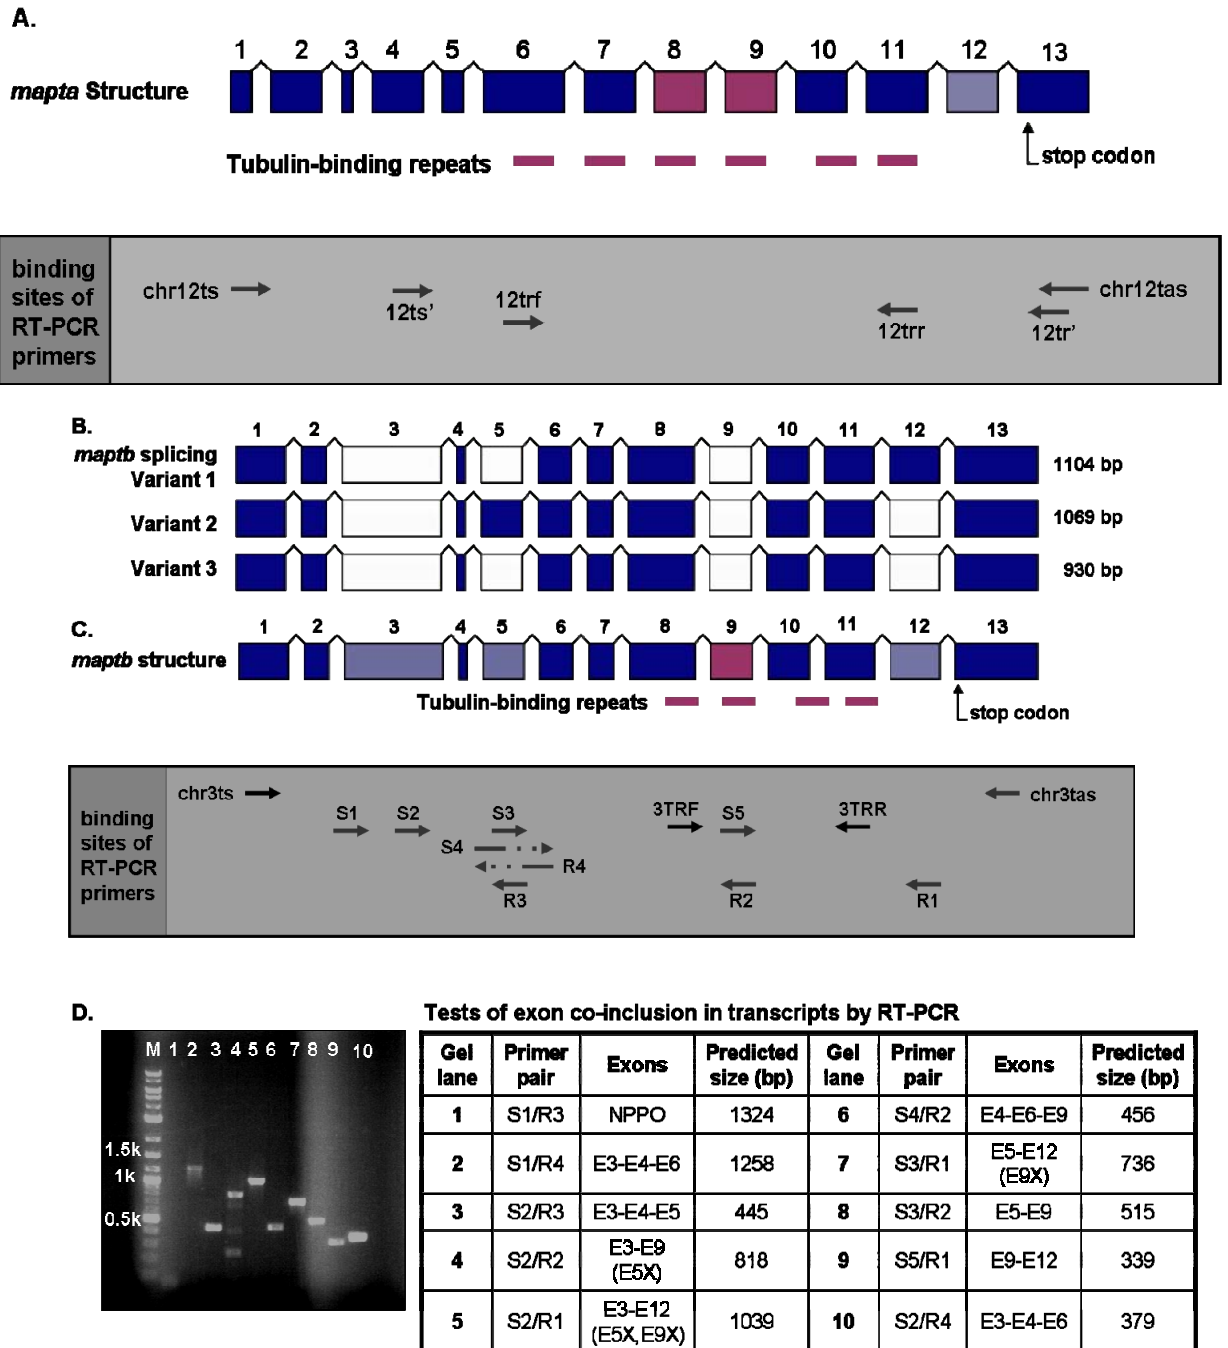 A.
1 2 3 4 5 6 7 8 9 10 11 12 13
mapta Structure
Tubulin-binding repeats
stop codon
binding
sites of
RT-PCR
primers
chr12ts
12ts’
12trf
12trr
chr12tas
12tr’
B.
1 2 3 4 5 6 7 8 9 10 11 12 13
maptb splicing
Variant 1
1104 bp
Variant 2
1069 bp
Variant 3
930 bp
C.
1 2 3 4 5 6 7 8 9 10 11 12 13
maptb structure
Tubulin-binding repeats
stop codon
binding
sites of
RT-PCR
primers
chr3ts
S1
S2
S3
S4
R4
R3
3TRF
S5
3TRR
R2
R1
chr3tas
D.
M 1 2 3 4 5 6 7 8 9 10
1.5k
1k
0.5k
Tests of exon co-inclusion in transcripts by RT-PCR
Gel lane Primer pair Exons Predicted size (bp) Gel lane Primer pair Exons Predicted size (bp)
1 S1/R3 NPPO 1324 6 S4/R2 E4-E6-E9 456
2 S1/R4 E3-E4-E6 1258 7 S3/R1 E5-E12 (E9X) 736
3 S2/R3 E3-E4-E5 445 8 S3/R2 E5-E9 515
4 S2/R2 E3-E9 (E5X) 818 9 S5/R1 E9-E12 339
5 S2/R1 E3-E12 (E5X,E9X) 1039 10 S2/R4 E3-E4-E6 379